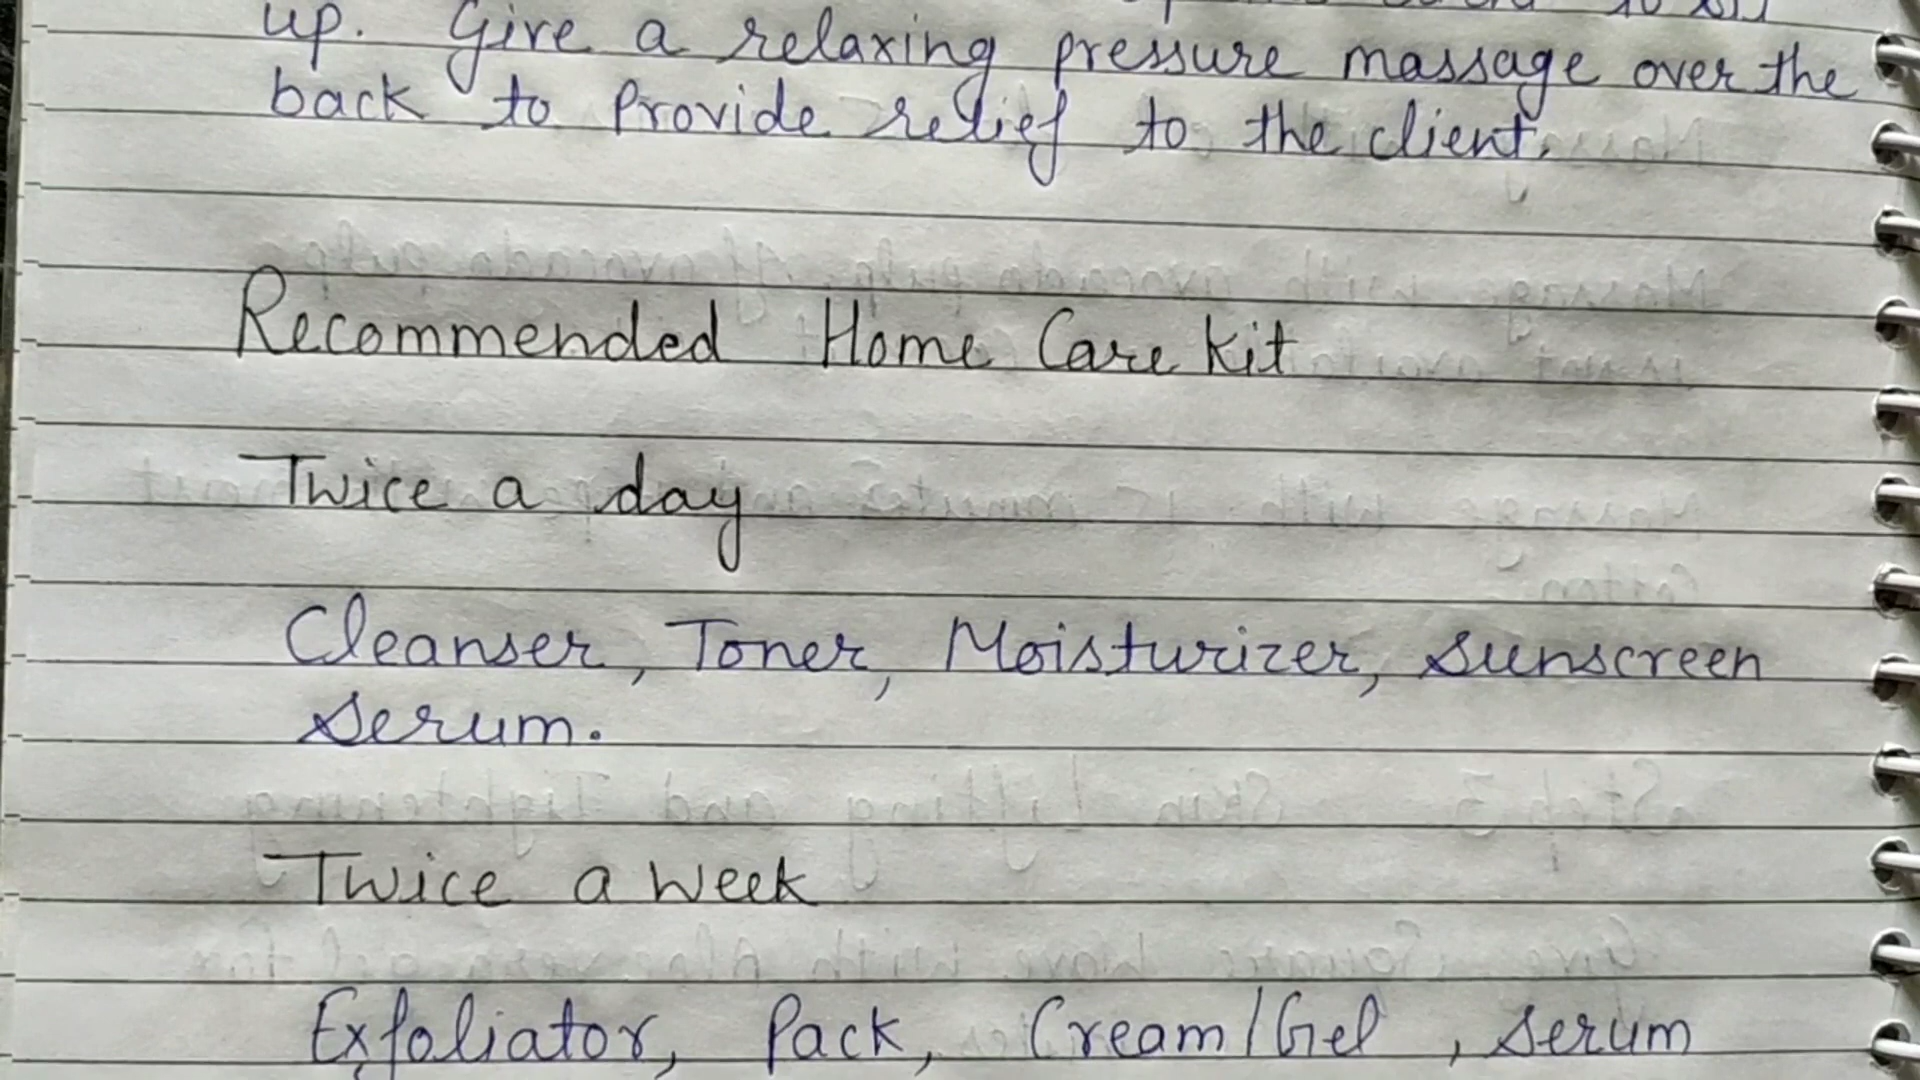 up. Give a relaxing pressure massage over the
back to Provide relief to the client.
Recommended Home Care Kit
Twice a day
Cleanser, Toner, Moisturizer, Sunscreen
Serum.
Twice a Week
Exfoliator, Pack, Cream/Gel, Serum